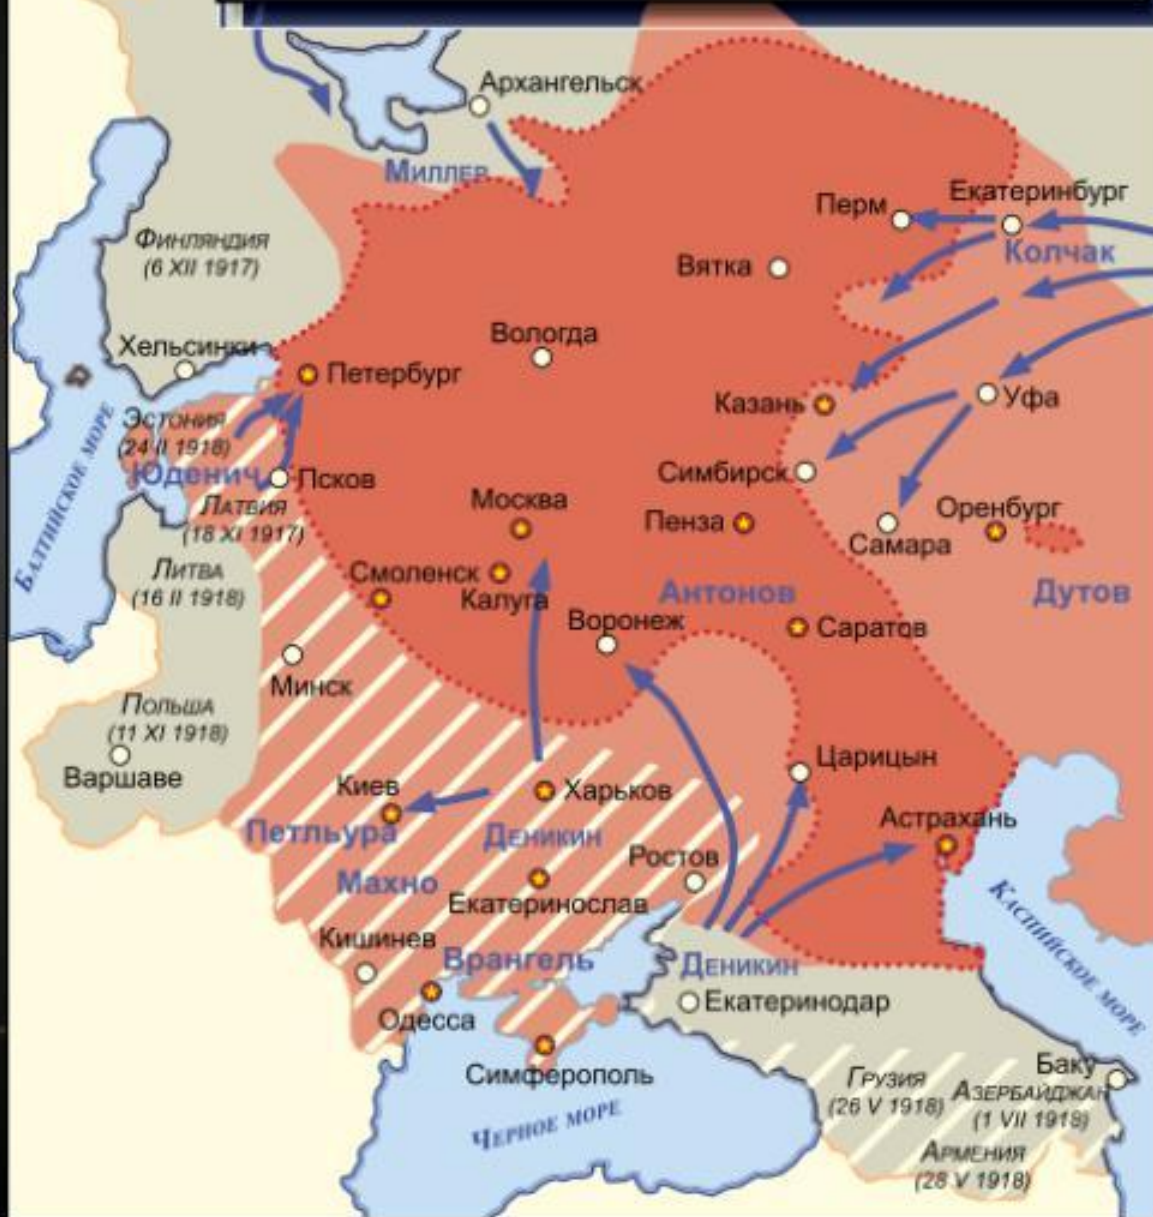 Архангельск
Миллер
Екатеринбург
Перм
Колчак
Финляндия
(6 XII 1917)
Вятка
Вологда
Хельсинки
Петербург
Казань
Уфа
Эстония
(24 II 1918)
Юденич
Псков
Симбирск
Балтийское море
Латвия
(18 XI 1917)
Москва
Пенза
Оренбург
Самара
Литва
(16 II 1918)
Смоленск
Калуга
Антонов
Дутов
Воронеж
Саратов
Минск
Польша
(11 XI 1918)
Варшаве
Царицын
Киев
Харьков
Петльура
Деникин
Астрахань
Ростов
Махно
Екатеринослав
Каспийское море
Кишинев
Врангель
Деникин
Одесса
Екатеринодар
Симферополь
Баку
Грузия
(26 V 1918)
Азербайджан
(1 VII 1918)
Черное море
Армения
(28 V 1918)